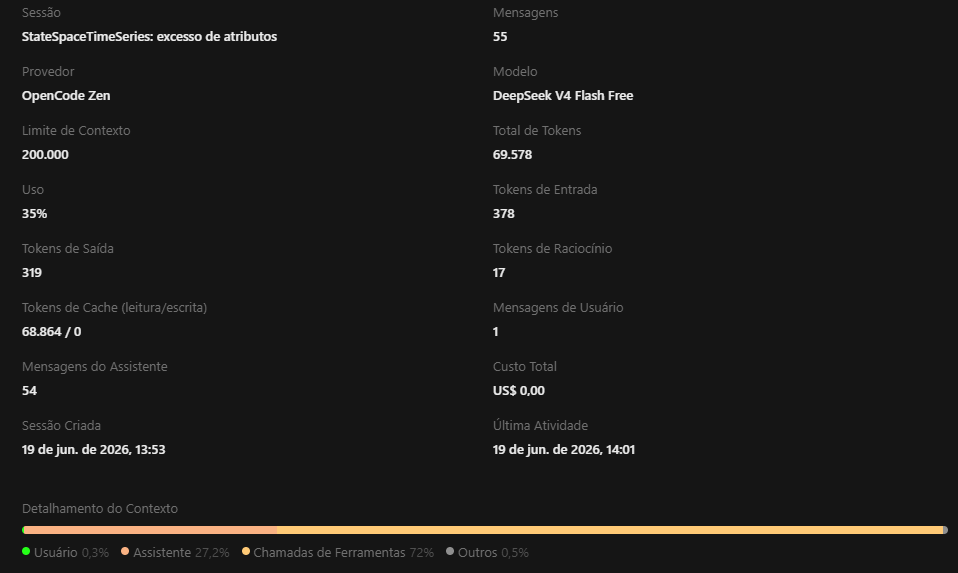 Sessão
Mensagens
StateSpaceTimeSeries: excesso de atributos
55
Provedor
Modelo
OpenCode Zen
DeepSeek V4 Flash Free
Limite de Contexto
Total de Tokens
200.000
69.578
Uso
Tokens de Entrada
35%
378
Tokens de Saída
Tokens de Raciocínio
319
17
Tokens de Cache (leitura/escrita)
Mensagens de Usuário
68.864 / 0
1
Mensagens do Assistente
Custo Total
54
US$ 0,00
Sessão Criada
Última Atividade
19 de jun. de 2026, 13:53
19 de jun. de 2026, 14:01
Detalhamento do Contexto
Usuário 0,3% Assistente 27,2% Chamadas de Ferramentas 72% Outros 0,5%